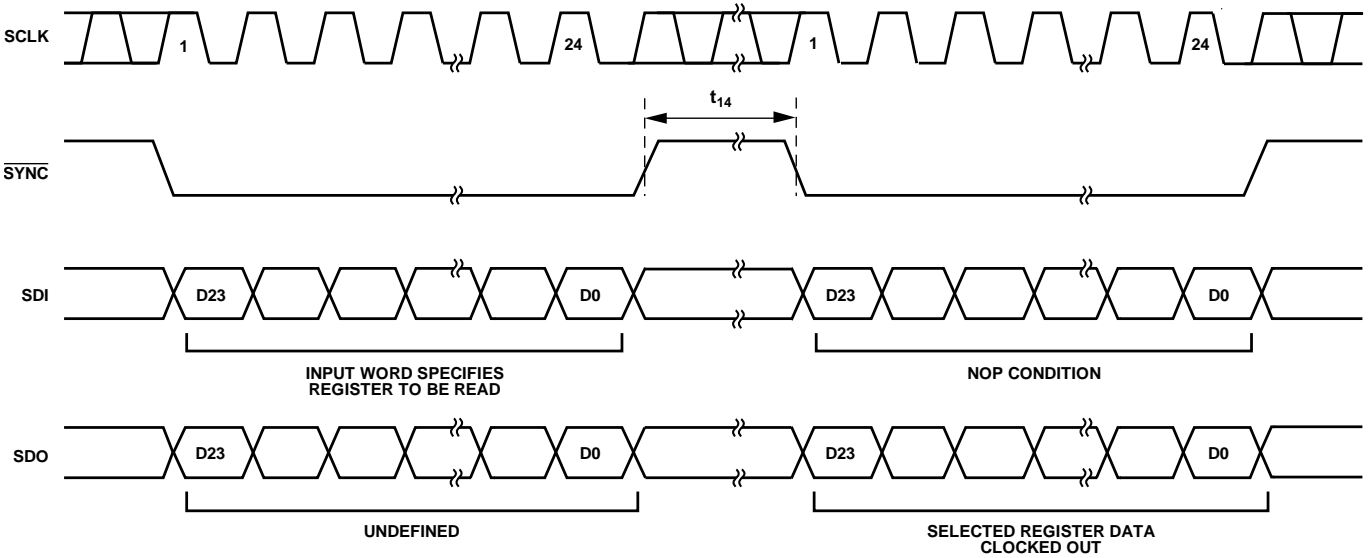 SCLK
1
24
1
24
t14
SYNC
SDI
D23
D0
D23
D0
INPUT WORD SPECIFIES
REGISTER TO BE READ
NOP CONDITION
SDO
D23
D0
D23
D0
UNDEFINED
SELECTED REGISTER DATA
CLOCKED OUT